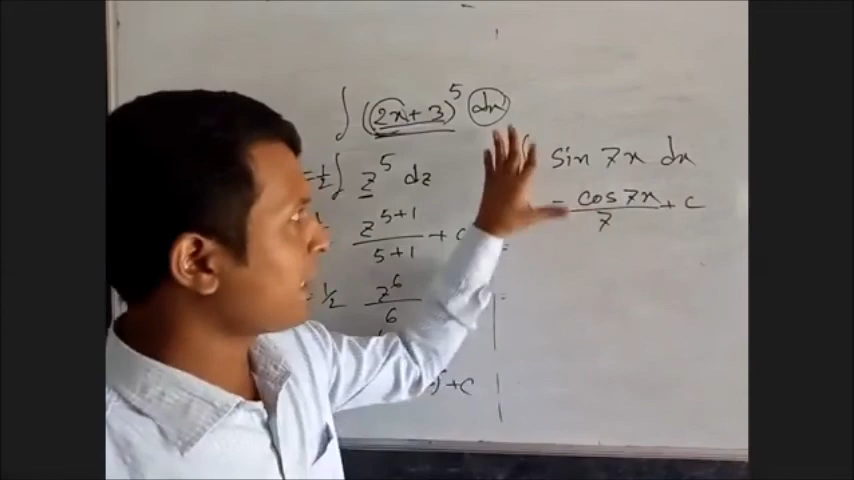 ∫ (2x+3)^5 dx
= 1/2 ∫ z^5 dz
z^{5+1}/(5+1) + c
= 1/2 z^6/6
+c
∫ sin 7x dx
= -cos 7x/7 + c
=
=